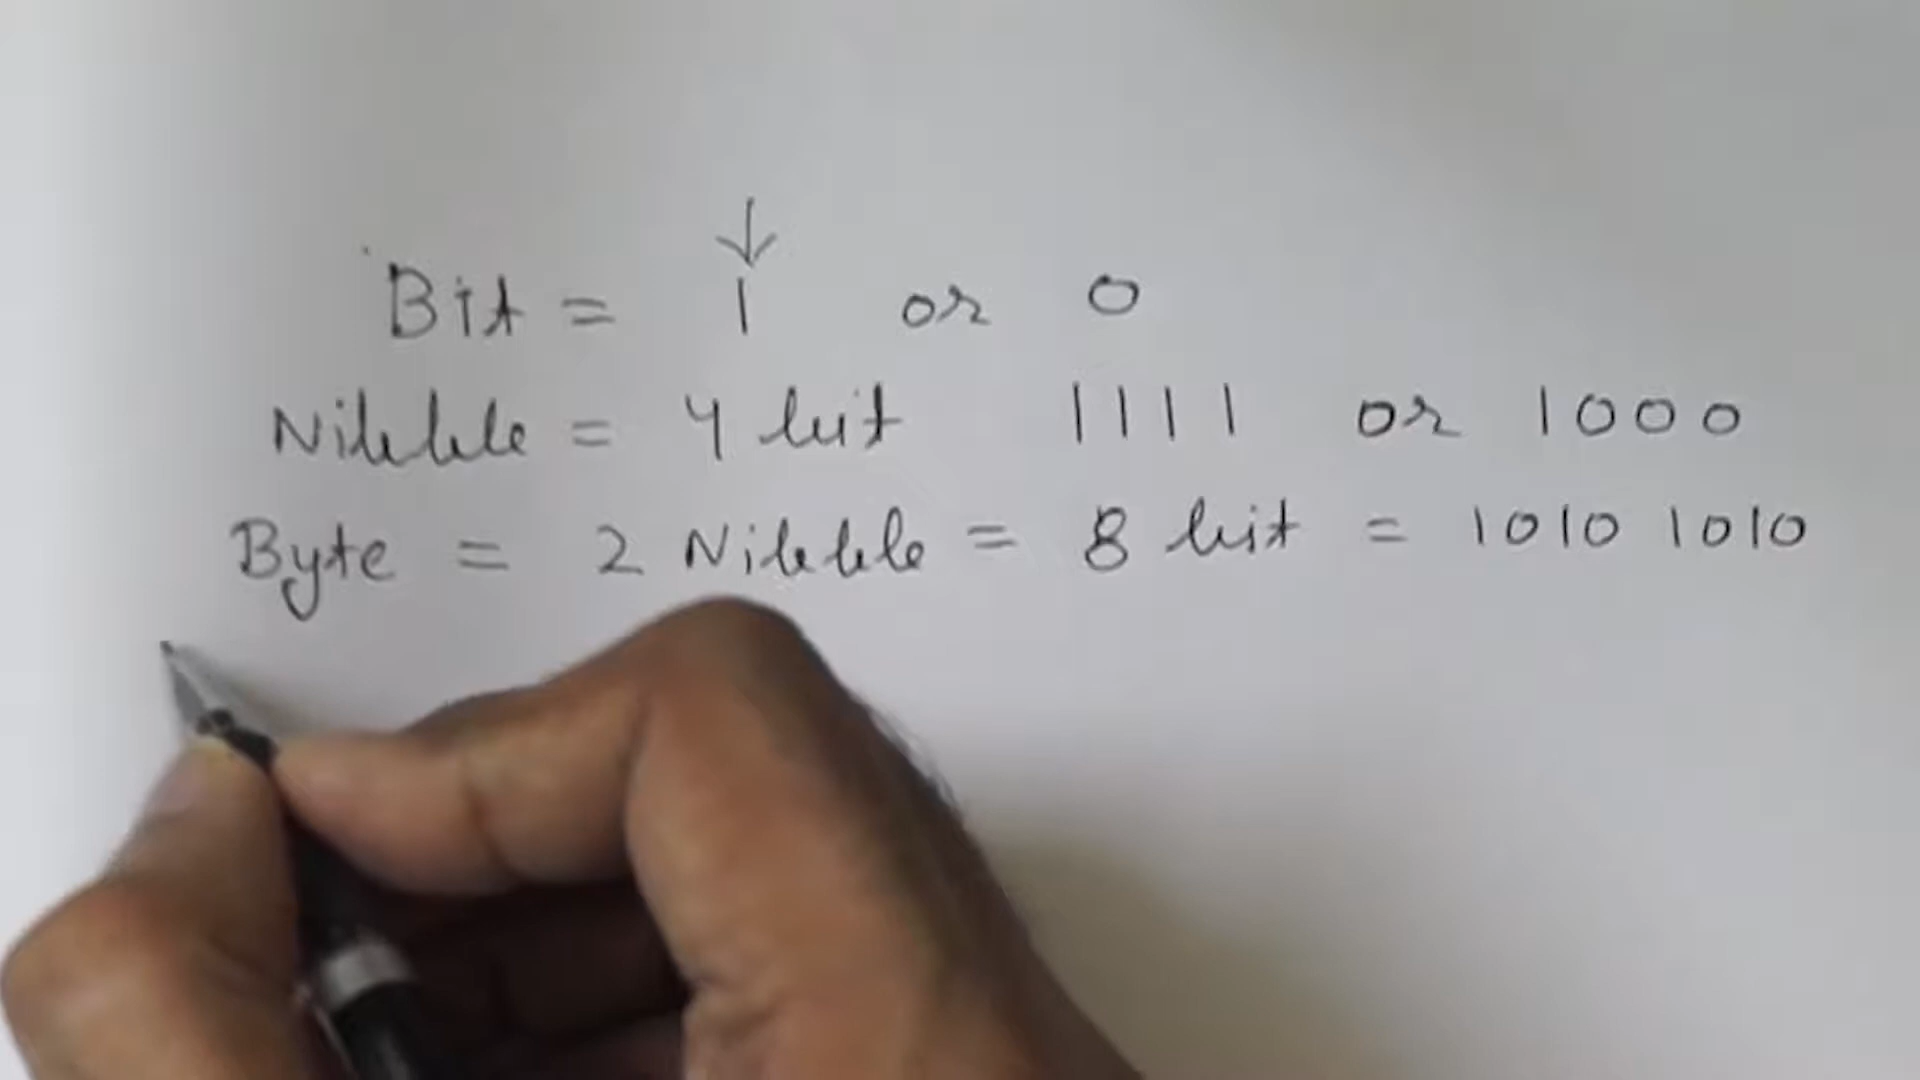 Bit = 1 or 0
Nibble = 4 bit 1111 or 1000
Byte = 2 Nibble = 8 bit = 1010 1010